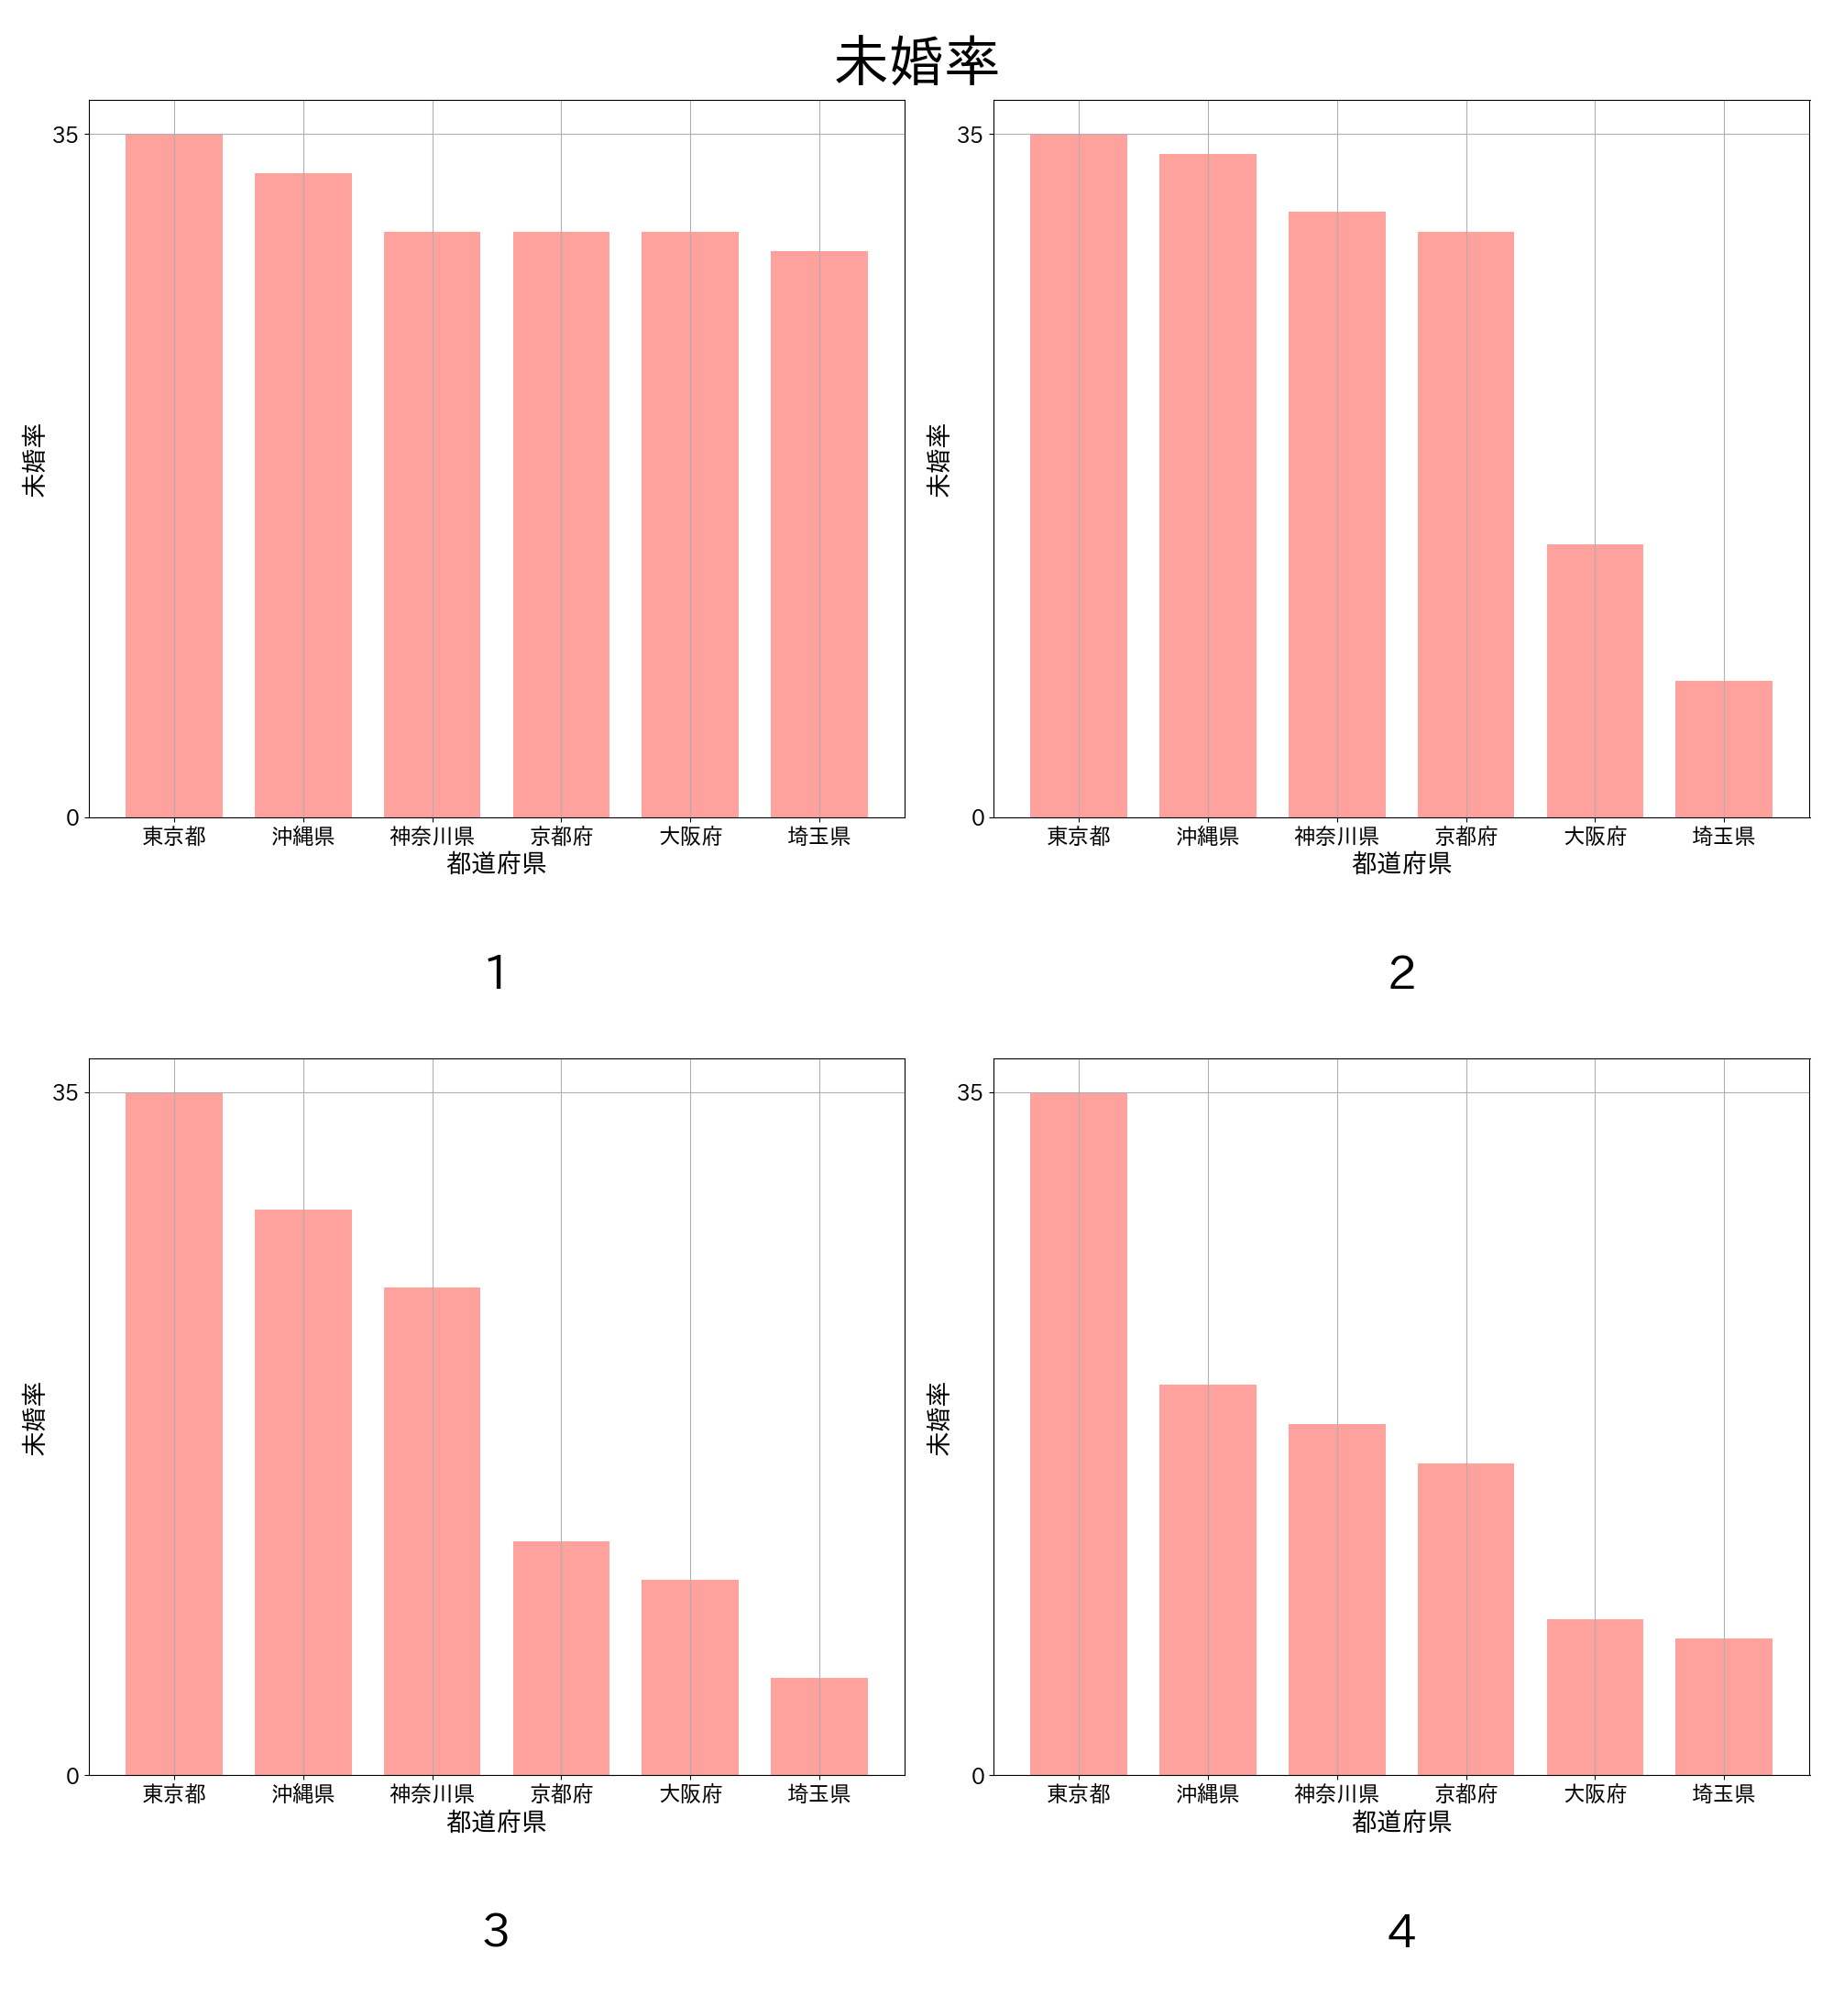 未婚率
35
0
未婚率
東京都 沖縄県 神奈川県 京都府 大阪府 埼玉県
都道府県
1
35
0
未婚率
東京都 沖縄県 神奈川県 京都府 大阪府 埼玉県
都道府県
2
35
0
未婚率
東京都 沖縄県 神奈川県 京都府 大阪府 埼玉県
都道府県
3
35
0
未婚率
東京都 沖縄県 神奈川県 京都府 大阪府 埼玉県
都道府県
4